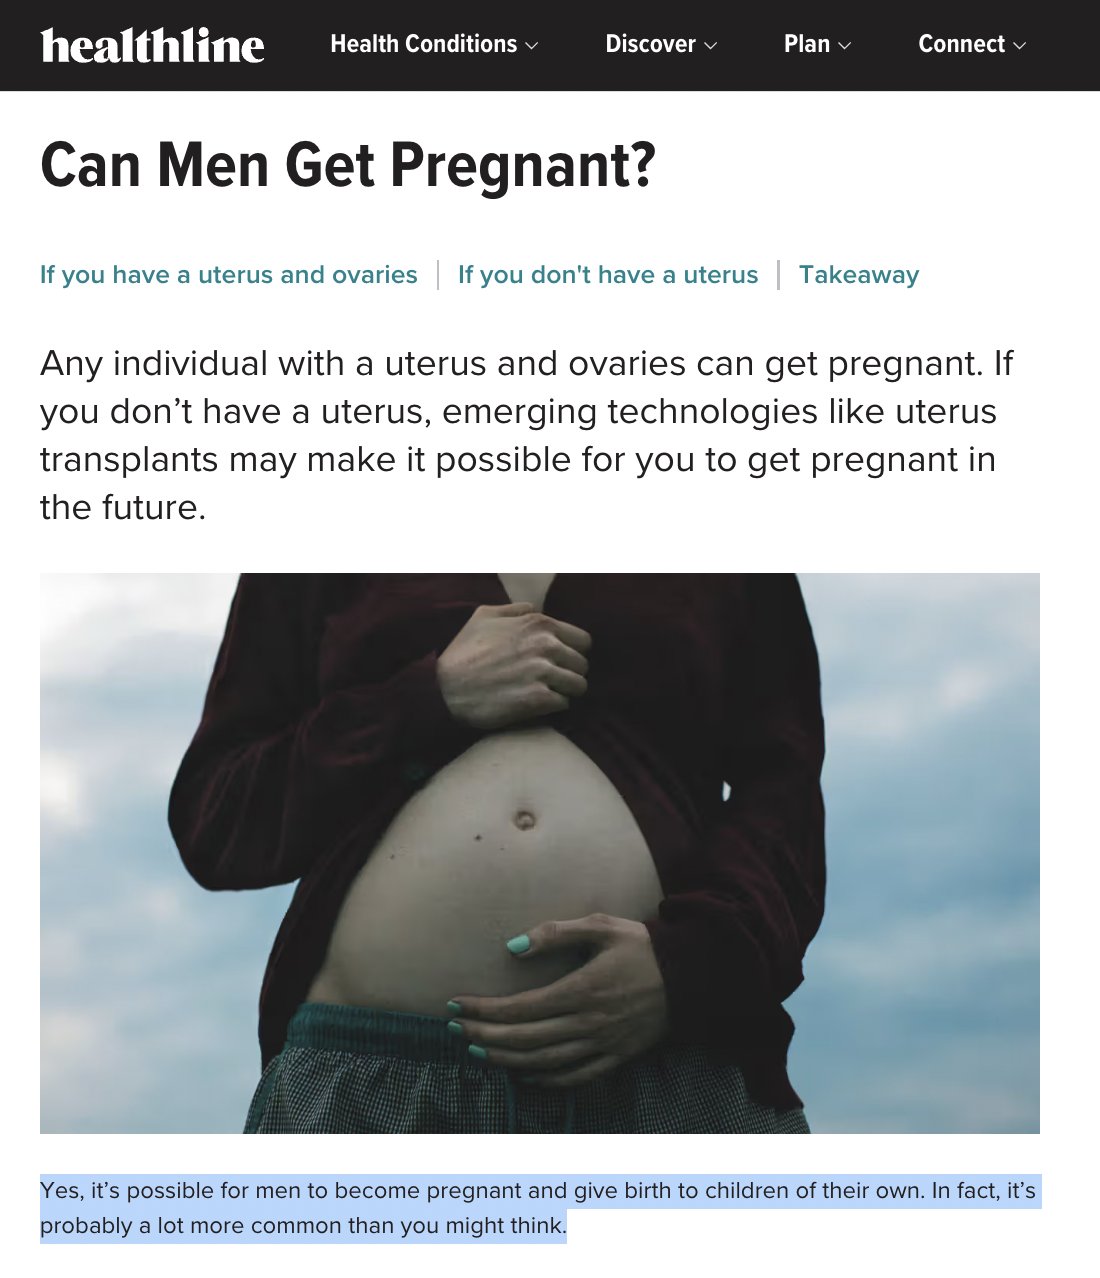 healthline Health Conditions Discover Plan Connect
Can Men Get Pregnant?
If you have a uterus and ovaries If you don't have a uterus Takeaway
Any individual with a uterus and ovaries can get pregnant. If
you don’t have a uterus, emerging technologies like uterus
transplants may make it possible for you to get pregnant in
the future.
Yes, it’s possible for men to become pregnant and give birth to children of their own. In fact, it’s
probably a lot more common than you might think.